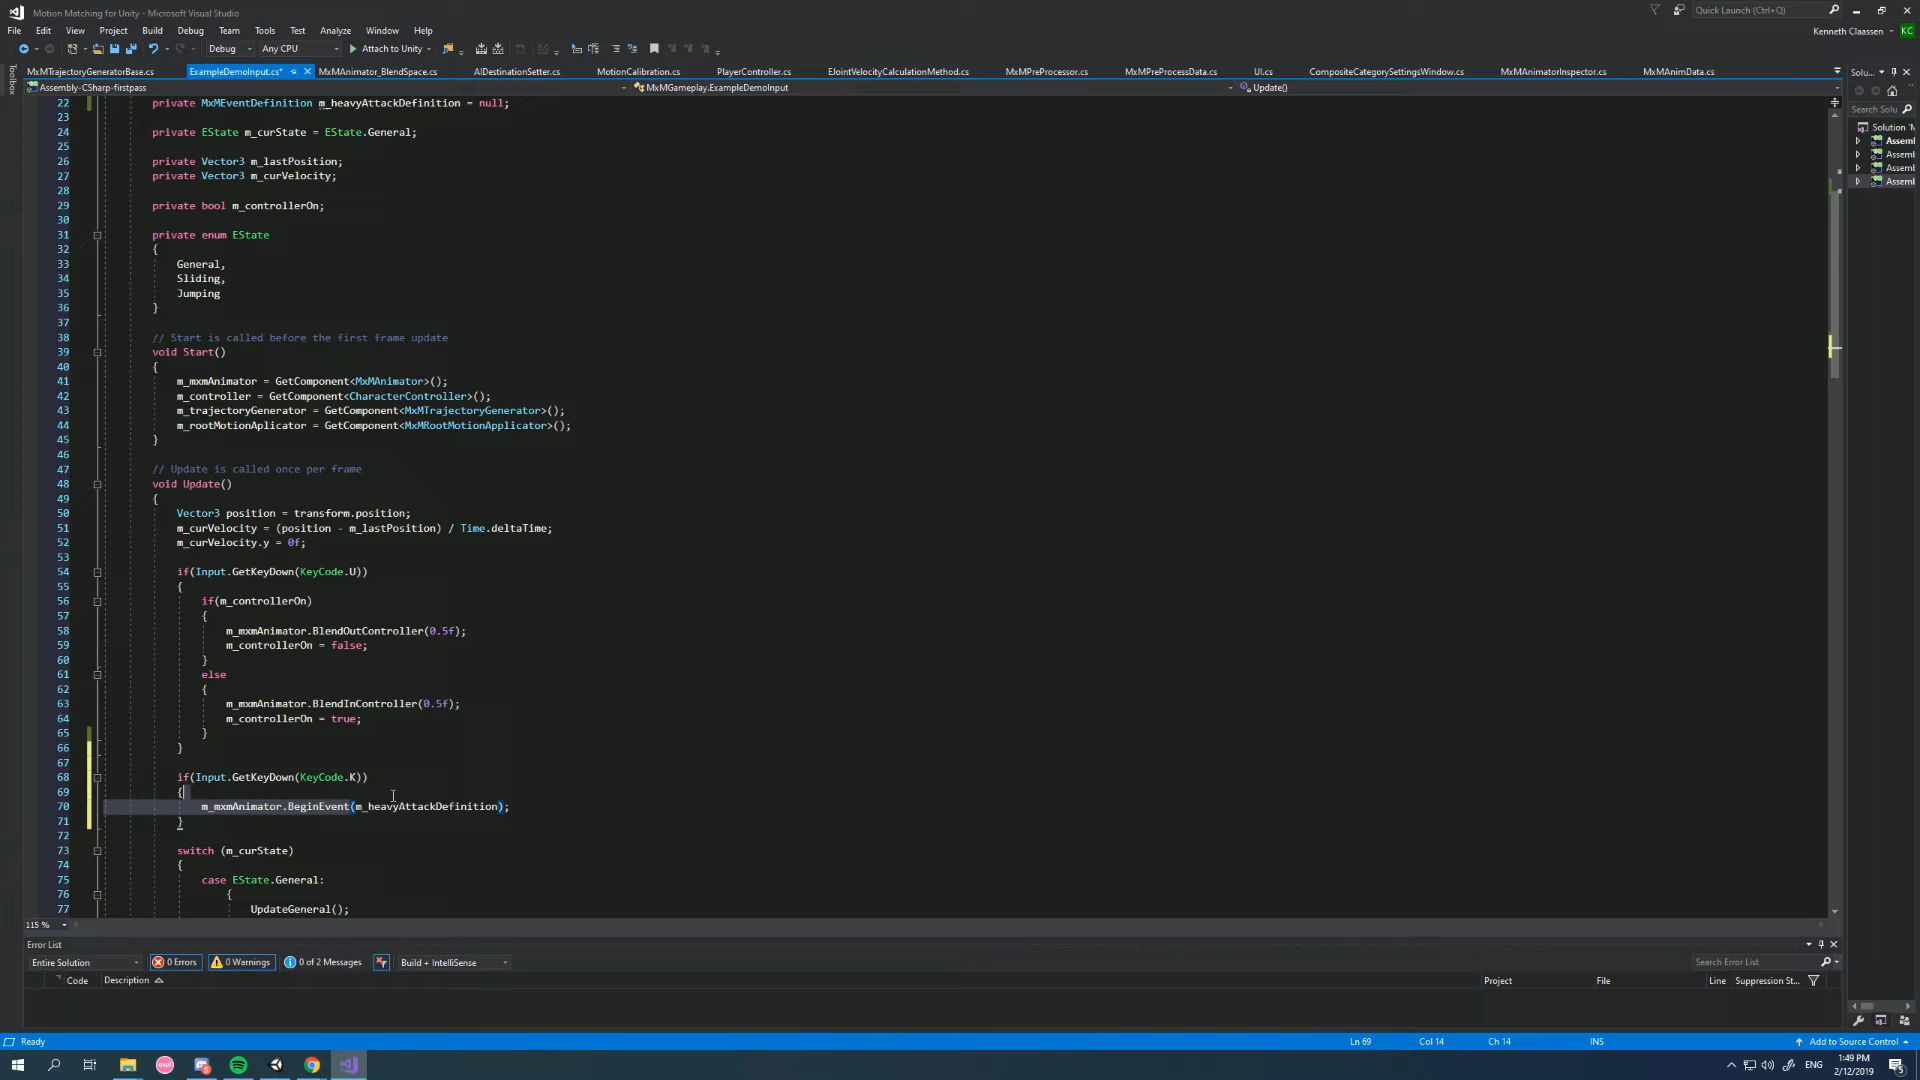 Motion Matching for Unity - Microsoft Visual Studio
Quick Launch (Ctrl+Q)
File Edit View Project Build Debug Team Tools Test Analyze Window Help
Kenneth Claassen KC
Debug Any CPU Attach to Unity
Toolbox
MxMTrajectoryGeneratorBase.cs ExampleDemoInput.cs* MxMAnimator_BlendSpace.cs AIDestinationSetter.cs MotionCalibration.cs PlayerController.cs EJointVelocityCalculationMethod.cs MxMPreProcessor.cs MxMPreProcessData.cs UI.cs CompositeCategorySettingsWindow.cs MxMAnimatorInspector.cs MxMAnimData.cs
Solu...
Assembly-CSharp-firstpass MxMGameplay.ExampleDemoInput Update()
Search Solu
Solution 'M
Assemb
Assemb
Assemb
Assemb
22 private MxMEventDefinition m_heavyAttackDefinition = null;
23
24 private EState m_curState = EState.General;
25
26 private Vector3 m_lastPosition;
27 private Vector3 m_curVelocity;
28
29 private bool m_controllerOn;
30
31 private enum EState
32 {
33 General,
34 Sliding,
35 Jumping
36 }
37
38 // Start is called before the first frame update
39 void Start()
40 {
41 m_mxmAnimator = GetComponent<MxMAnimator>();
42 m_controller = GetComponent<CharacterController>();
43 m_trajectoryGenerator = GetComponent<MxMTrajectoryGenerator>();
44 m_rootMotionAplicator = GetComponent<MxMRootMotionApplicator>();
45 }
46
47 // Update is called once per frame
48 void Update()
49 {
50 Vector3 position = transform.position;
51 m_curVelocity = (position - m_lastPosition) / Time.deltaTime;
52 m_curVelocity.y = 0f;
53
54 if(Input.GetKeyDown(KeyCode.U))
55 {
56 if(m_controllerOn)
57 {
58 m_mxmAnimator.BlendOutController(0.5f);
59 m_controllerOn = false;
60 }
61 else
62 {
63 m_mxmAnimator.BlendInController(0.5f);
64 m_controllerOn = true;
65 }
66 }
67
68 if(Input.GetKeyDown(KeyCode.K))
69 {
70 m_mxmAnimator.BeginEvent(m_heavyAttackDefinition);
71 }
72
73 switch (m_curState)
74 {
75 case EState.General:
76 {
77 UpdateGeneral();
115 %
Error List
Entire Solution 0 Errors 0 Warnings 0 of 2 Messages Build + IntelliSense Search Error List
Code Description Project File Line Suppression St...
Ready Ln 69 Col 14 Ch 14 INS Add to Source Control
ENG 1:49 PM
2/12/2019
5